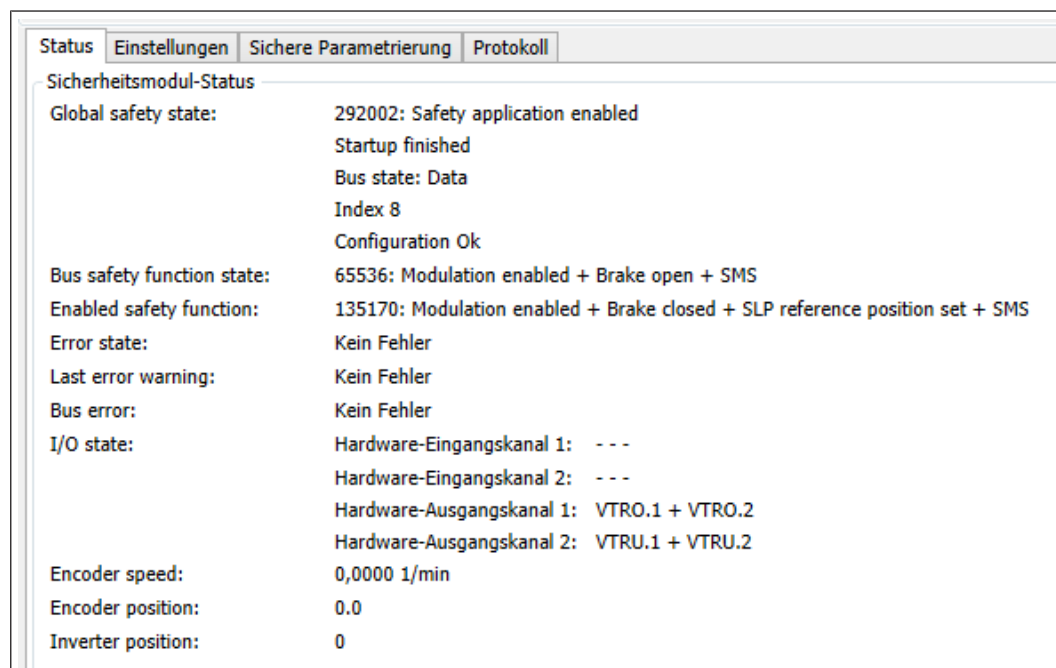 Status Einstellungen Sichere Parametrierung Protokoll
Sicherheitsmodul-Status
Global safety state: 292002: Safety application enabled
Startup finished
Bus state: Data
Index 8
Configuration Ok
Bus safety function state: 65536: Modulation enabled + Brake open + SMS
Enabled safety function: 135170: Modulation enabled + Brake closed + SLP reference position set + SMS
Error state: Kein Fehler
Last error warning: Kein Fehler
Bus error: Kein Fehler
I/O state: Hardware-Eingangskanal 1: - - -
Hardware-Eingangskanal 2: - - -
Hardware-Ausgangskanal 1: VTRO.1 + VTRO.2
Hardware-Ausgangskanal 2: VTRU.1 + VTRU.2
Encoder speed: 0,0000 1/min
Encoder position: 0.0
Inverter position: 0